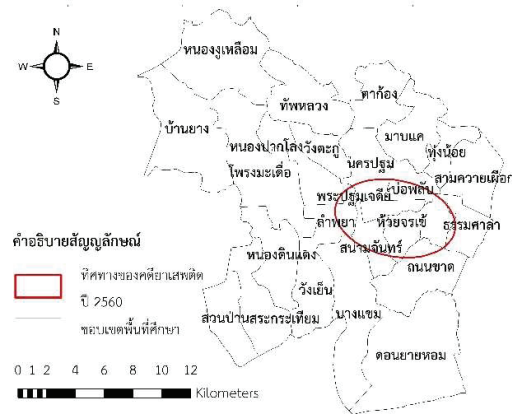 N
W E
S
หนองงูเหลือม
ตาก้อง
ทัพหลวง
บ้านยาง
มาบแค
หนองปากโลง วังตะกู
ทุ่งน้อย
นครปฐม
โพรงมะเดื่อ
สามควายเผือก
พระปฐมเจดีย์ บ่อพลับ
ลำพยา ห้วยจรเข้ ธรรมศาลา
คำอธิบายสัญญลักษณ์
สนามจันทร์
หนองดินแดง
ถนนขาด
ทิศทางของคดียาเสพติด
ปี 2560
วังเย็น
สวนป่าน สระกระเทียม บางแขม
ขอบเขตพื้นที่ศึกษา
ดอนยายหอม
0 1 2 4 6 8 10 12
Kilometers